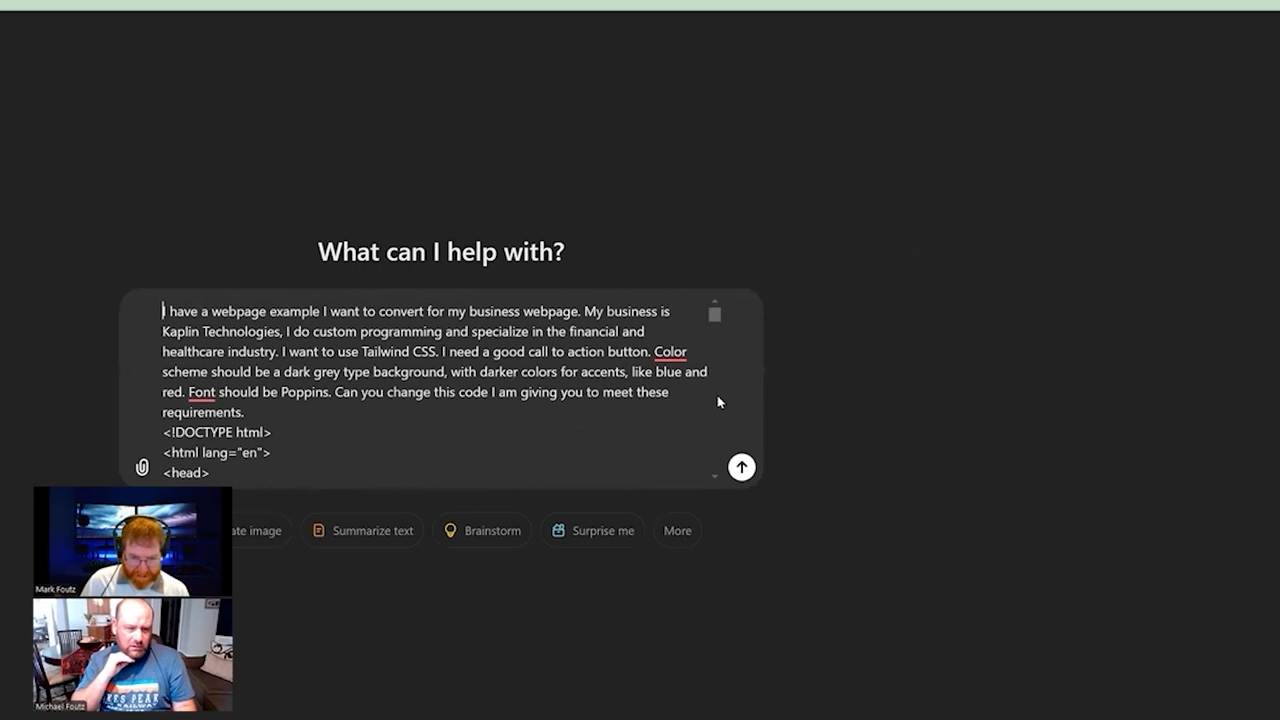 What can I help with?
I have a webpage example I want to convert for my business webpage. My business is
Kaplin Technologies, I do custom programming and specialize in the financial and
healthcare industry. I want to use Tailwind CSS. I need a good call to action button. Color
scheme should be a dark grey type background, with darker colors for accents, like blue and
red. Font should be Poppins. Can you change this code I am giving you to meet these
requirements.
<!DOCTYPE html>
<html lang="en">
<head>
ate image
Summarize text
Brainstorm
Surprise me
More
Mark Foutz
KES PEAK
RAILWAY
Michael Foutz